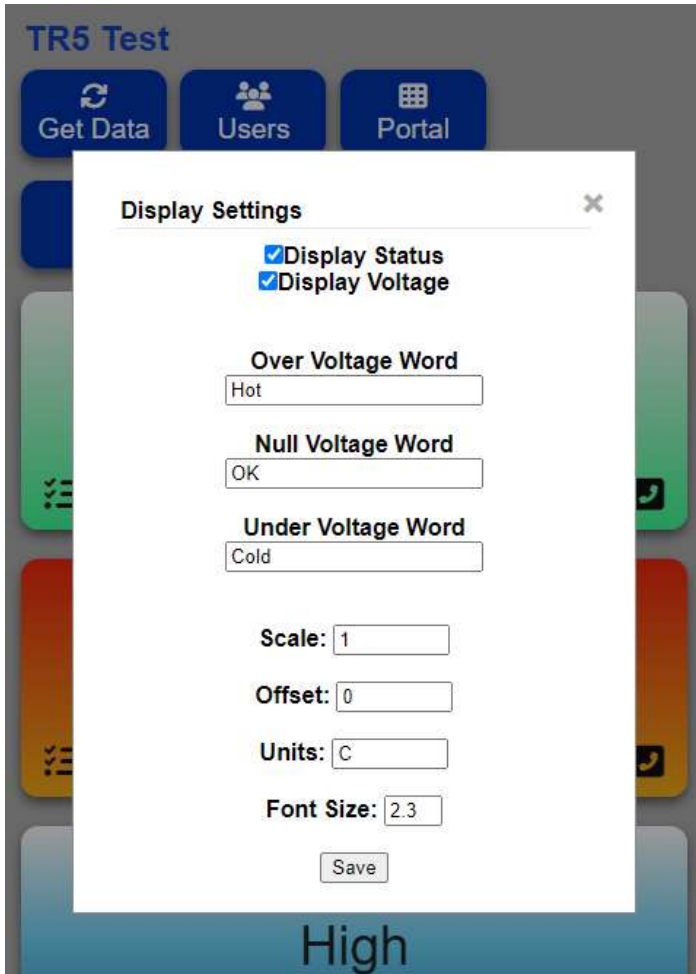 TR5 Test
Get Data Users Portal
Display Settings
Display Status
Display Voltage
Over Voltage Word
Hot
Null Voltage Word
OK
Under Voltage Word
Cold
Scale: 1
Offset: 0
Units: C
Font Size: 2.3
Save
High